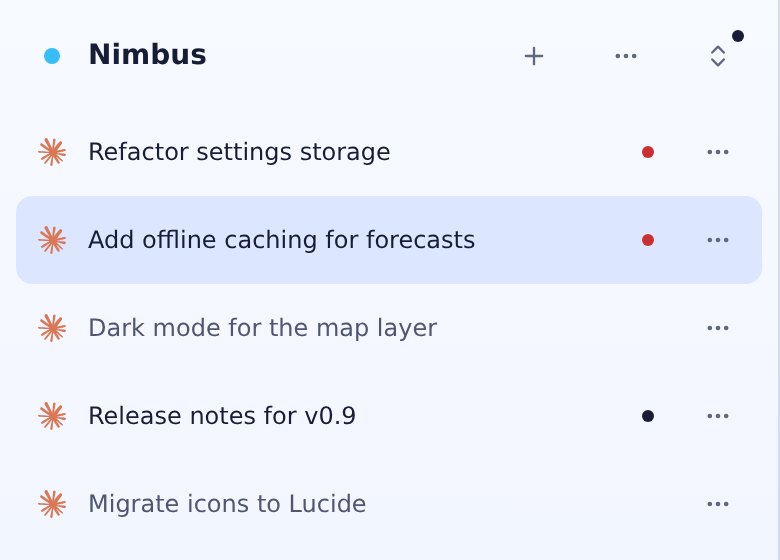 Nimbus
Refactor settings storage
Add offline caching for forecasts
Dark mode for the map layer
Release notes for v0.9
Migrate icons to Lucide